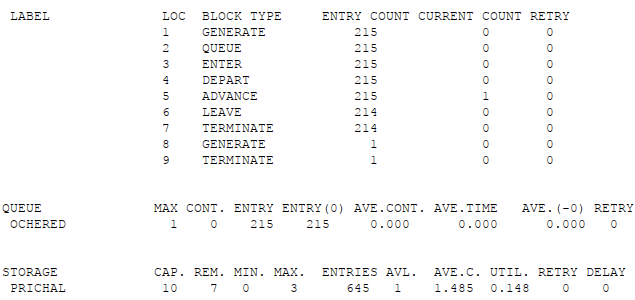 LABEL LOC BLOCK TYPE ENTRY COUNT CURRENT COUNT RETRY
1 GENERATE 215 0 0
2 QUEUE 215 0 0
3 ENTER 215 0 0
4 DEPART 215 0 0
5 ADVANCE 215 1 0
6 LEAVE 214 0 0
7 TERMINATE 214 0 0
8 GENERATE 1 0 0
9 TERMINATE 1 0 0
QUEUE MAX CONT. ENTRY ENTRY(0) AVE.CONT. AVE.TIME AVE.(-0) RETRY
OCHERED 1 0 215 215 0.000 0.000 0.000 0
STORAGE CAP. REM. MIN. MAX. ENTRIES AVL. AVE.C. UTIL. RETRY DELAY
PRICHAL 10 7 0 3 645 1 1.485 0.148 0 0